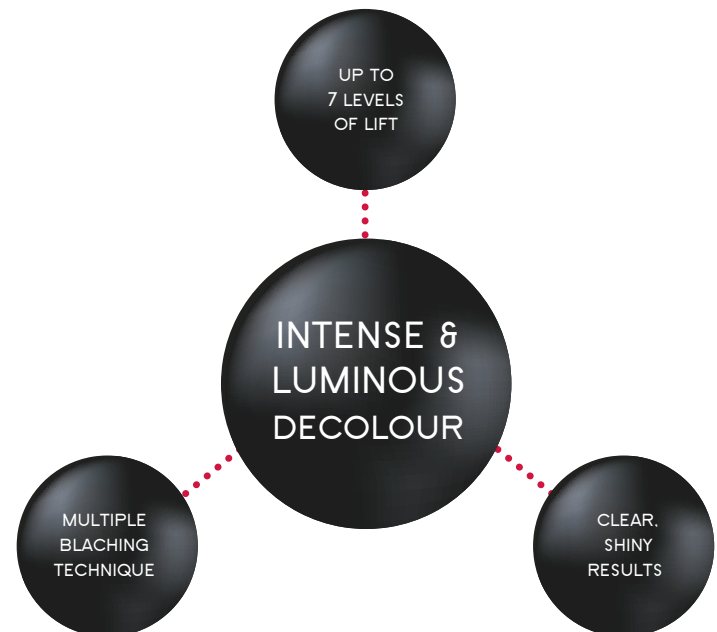 UP TO
7 LEVELS
OF LIFT
INTENSE &
LUMINOUS
DECOLOUR
MULTIPLE
BLACHING
TECHNIQUE
CLEAR,
SHINY
RESULTS